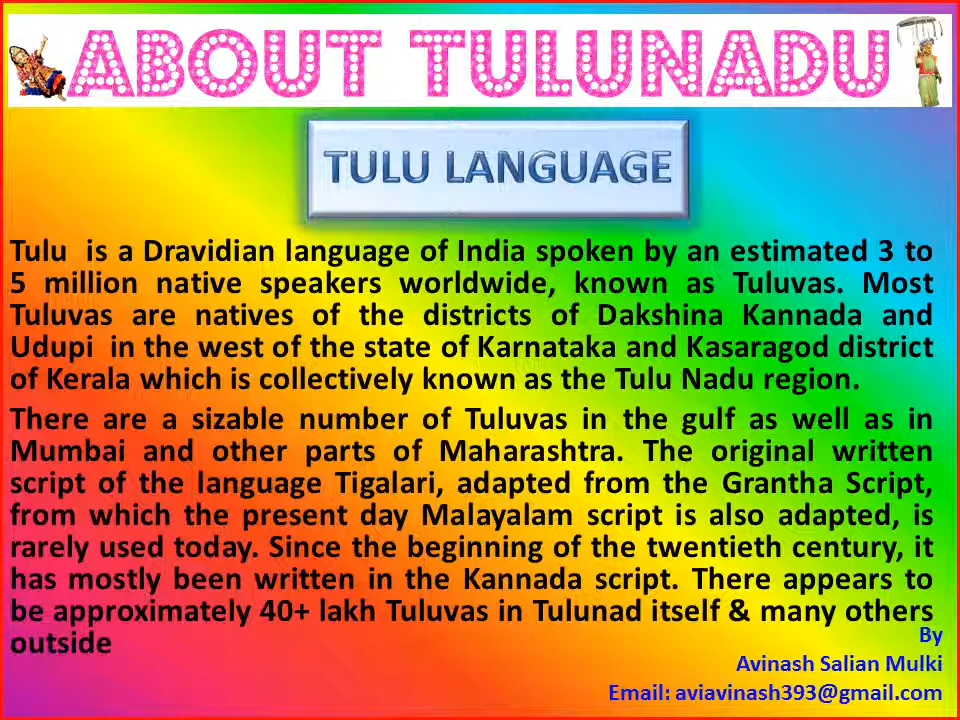 ABOUT TULUNADU
TULU LANGUAGE
Tulu is a Dravidian language of India spoken by an estimated 3 to
5 million native speakers worldwide, known as Tuluvas. Most
Tuluvas are natives of the districts of Dakshina Kannada and
Udupi in the west of the state of Karnataka and Kasaragod district
of Kerala which is collectively known as the Tulu Nadu region.
There are a sizable number of Tuluvas in the gulf as well as in
Mumbai and other parts of Maharashtra. The original written
script of the language Tigalari, adapted from the Grantha Script,
from which the present day Malayalam script is also adapted, is
rarely used today. Since the beginning of the twentieth century, it
has mostly been written in the Kannada script. There appears to
be approximately 40+ lakh Tuluvas in Tulunad itself & many others
outside
By
Avinash Salian Mulki
Email: aviavinash393@gmail.com